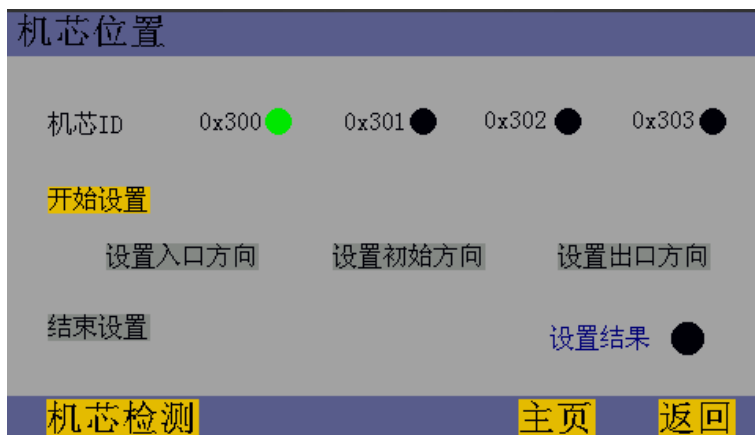 机芯位置
机芯ID 0x300 0x301 0x302 0x303
开始设置
设置入口方向 设置初始方向 设置出口方向
结束设置 设置结果
机芯检测 主页 返回